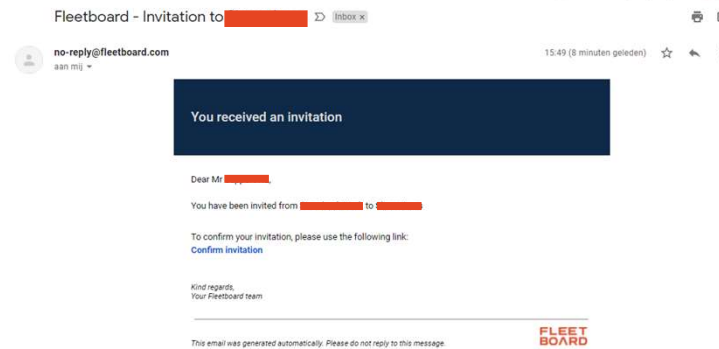 Fleetboard - Invitation to
Inbox x
no-reply@fleetboard.com
15:49 (8 minuten geleden)
aan mij
You received an invitation
Dear Mr
You have been invited from to
To confirm your invitation, please use the following link:
Confirm invitation
Kind regards,
Your Fleetboard team
This email was generated automatically. Please do not reply to this message.
FLEET
BOARD